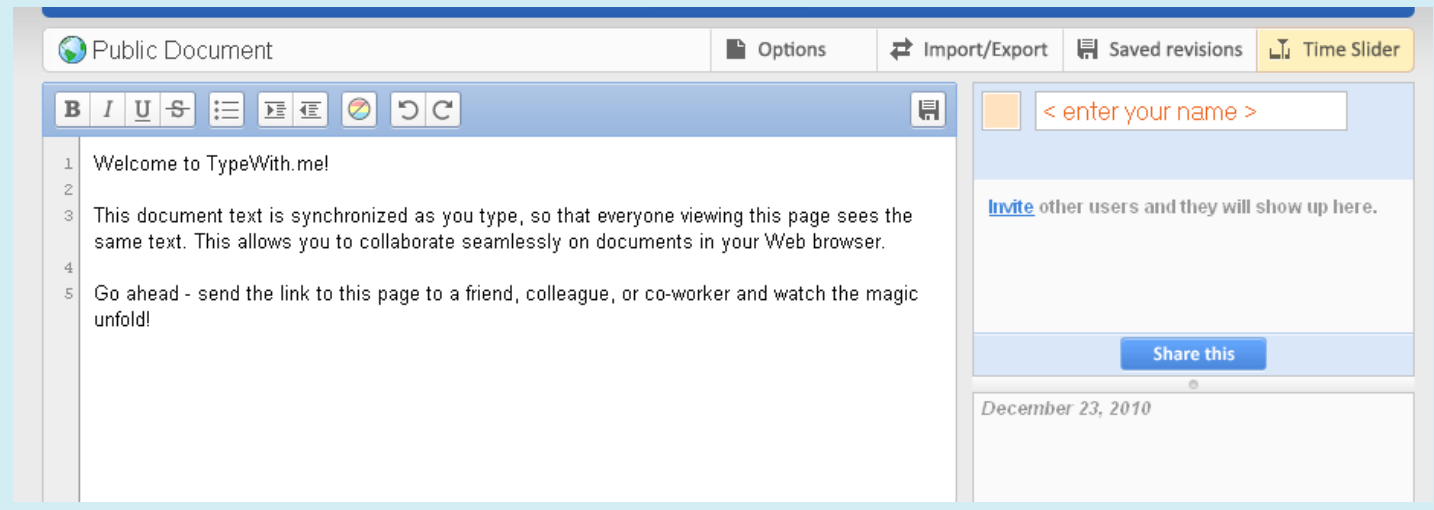 Public Document
Options
Import/Export
Saved revisions
Time Slider
B I U S
< enter your name >
1 Welcome to TypeWith.me!
2
3 This document text is synchronized as you type, so that everyone viewing this page sees the
same text. This allows you to collaborate seamlessly on documents in your Web browser.
4
5 Go ahead - send the link to this page to a friend, colleague, or co-worker and watch the magic
unfold!
Invite other users and they will show up here.
Share this
December 23, 2010